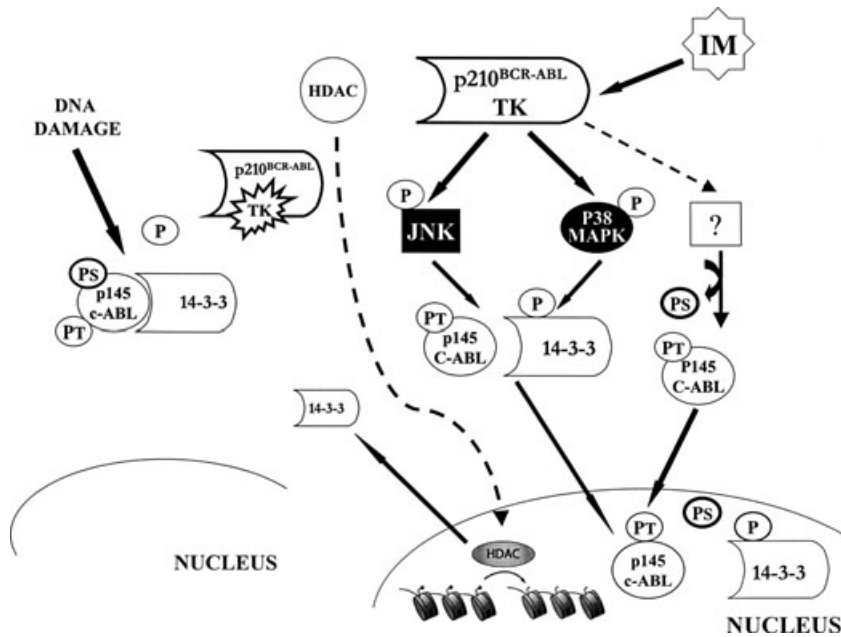 DNA
DAMAGE
P
p210BCR-ABL
TK
PS
p145
c-ABL
PT
14-3-3
NUCLEUS
HDAC
p210BCR-ABL
TK
IM
P
JNK
P38
MAPK
P
?
PT
p145
C-ABL
P
14-3-3
PS
PT
P145
C-ABL
14-3-3
HDAC
PT
p145
c-ABL
PS
P
14-3-3
NUCLEUS